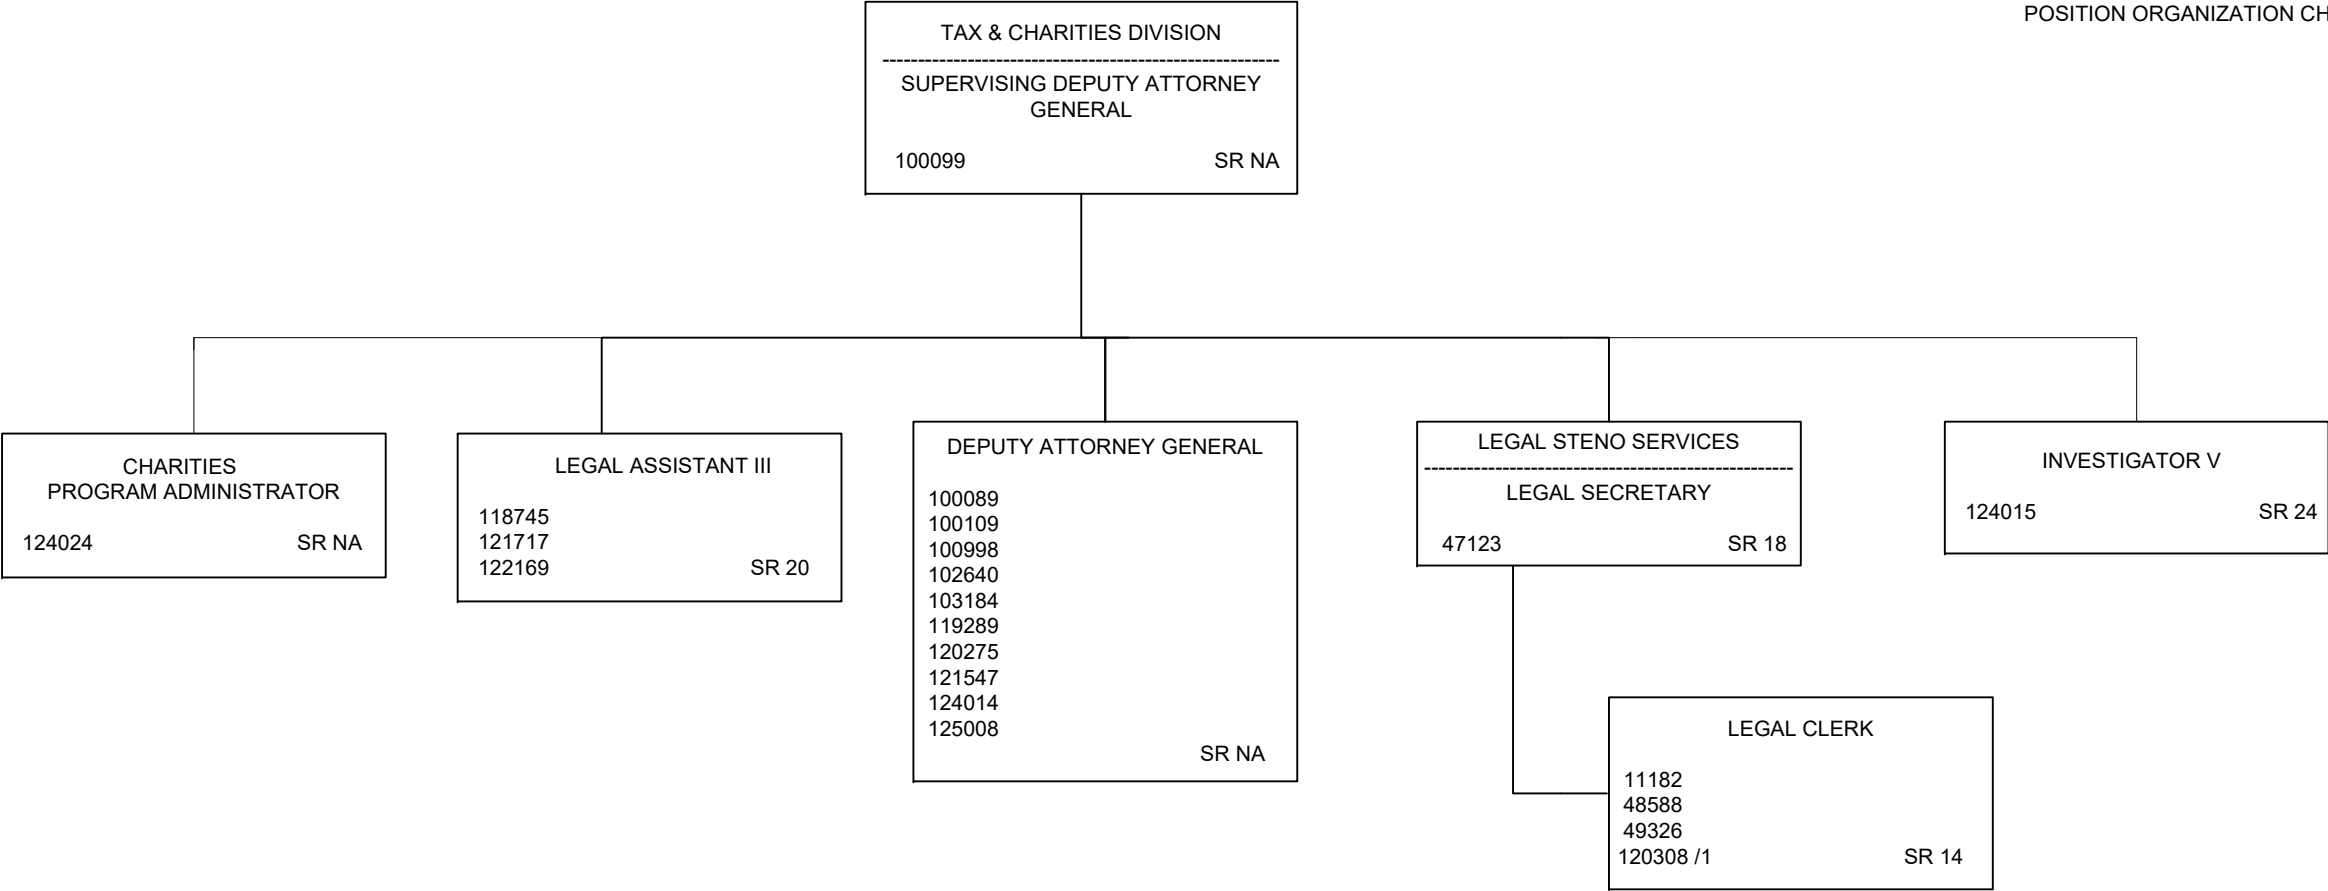 POSITION ORGANIZATION CH
TAX & CHARITIES DIVISION
SUPERVISING DEPUTY ATTORNEY
GENERAL
100099 SR NA
CHARITIES
PROGRAM ADMINISTRATOR
124024 SR NA
LEGAL ASSISTANT III
118745
121717
122169 SR 20
DEPUTY ATTORNEY GENERAL
100089
100109
100998
102640
103184
119289
120275
121547
124014
125008
SR NA
LEGAL STENO SERVICES
LEGAL SECRETARY
47123 SR 18
LEGAL CLERK
11182
48588
49326
120308 /1 SR 14
INVESTIGATOR V
124015 SR 24